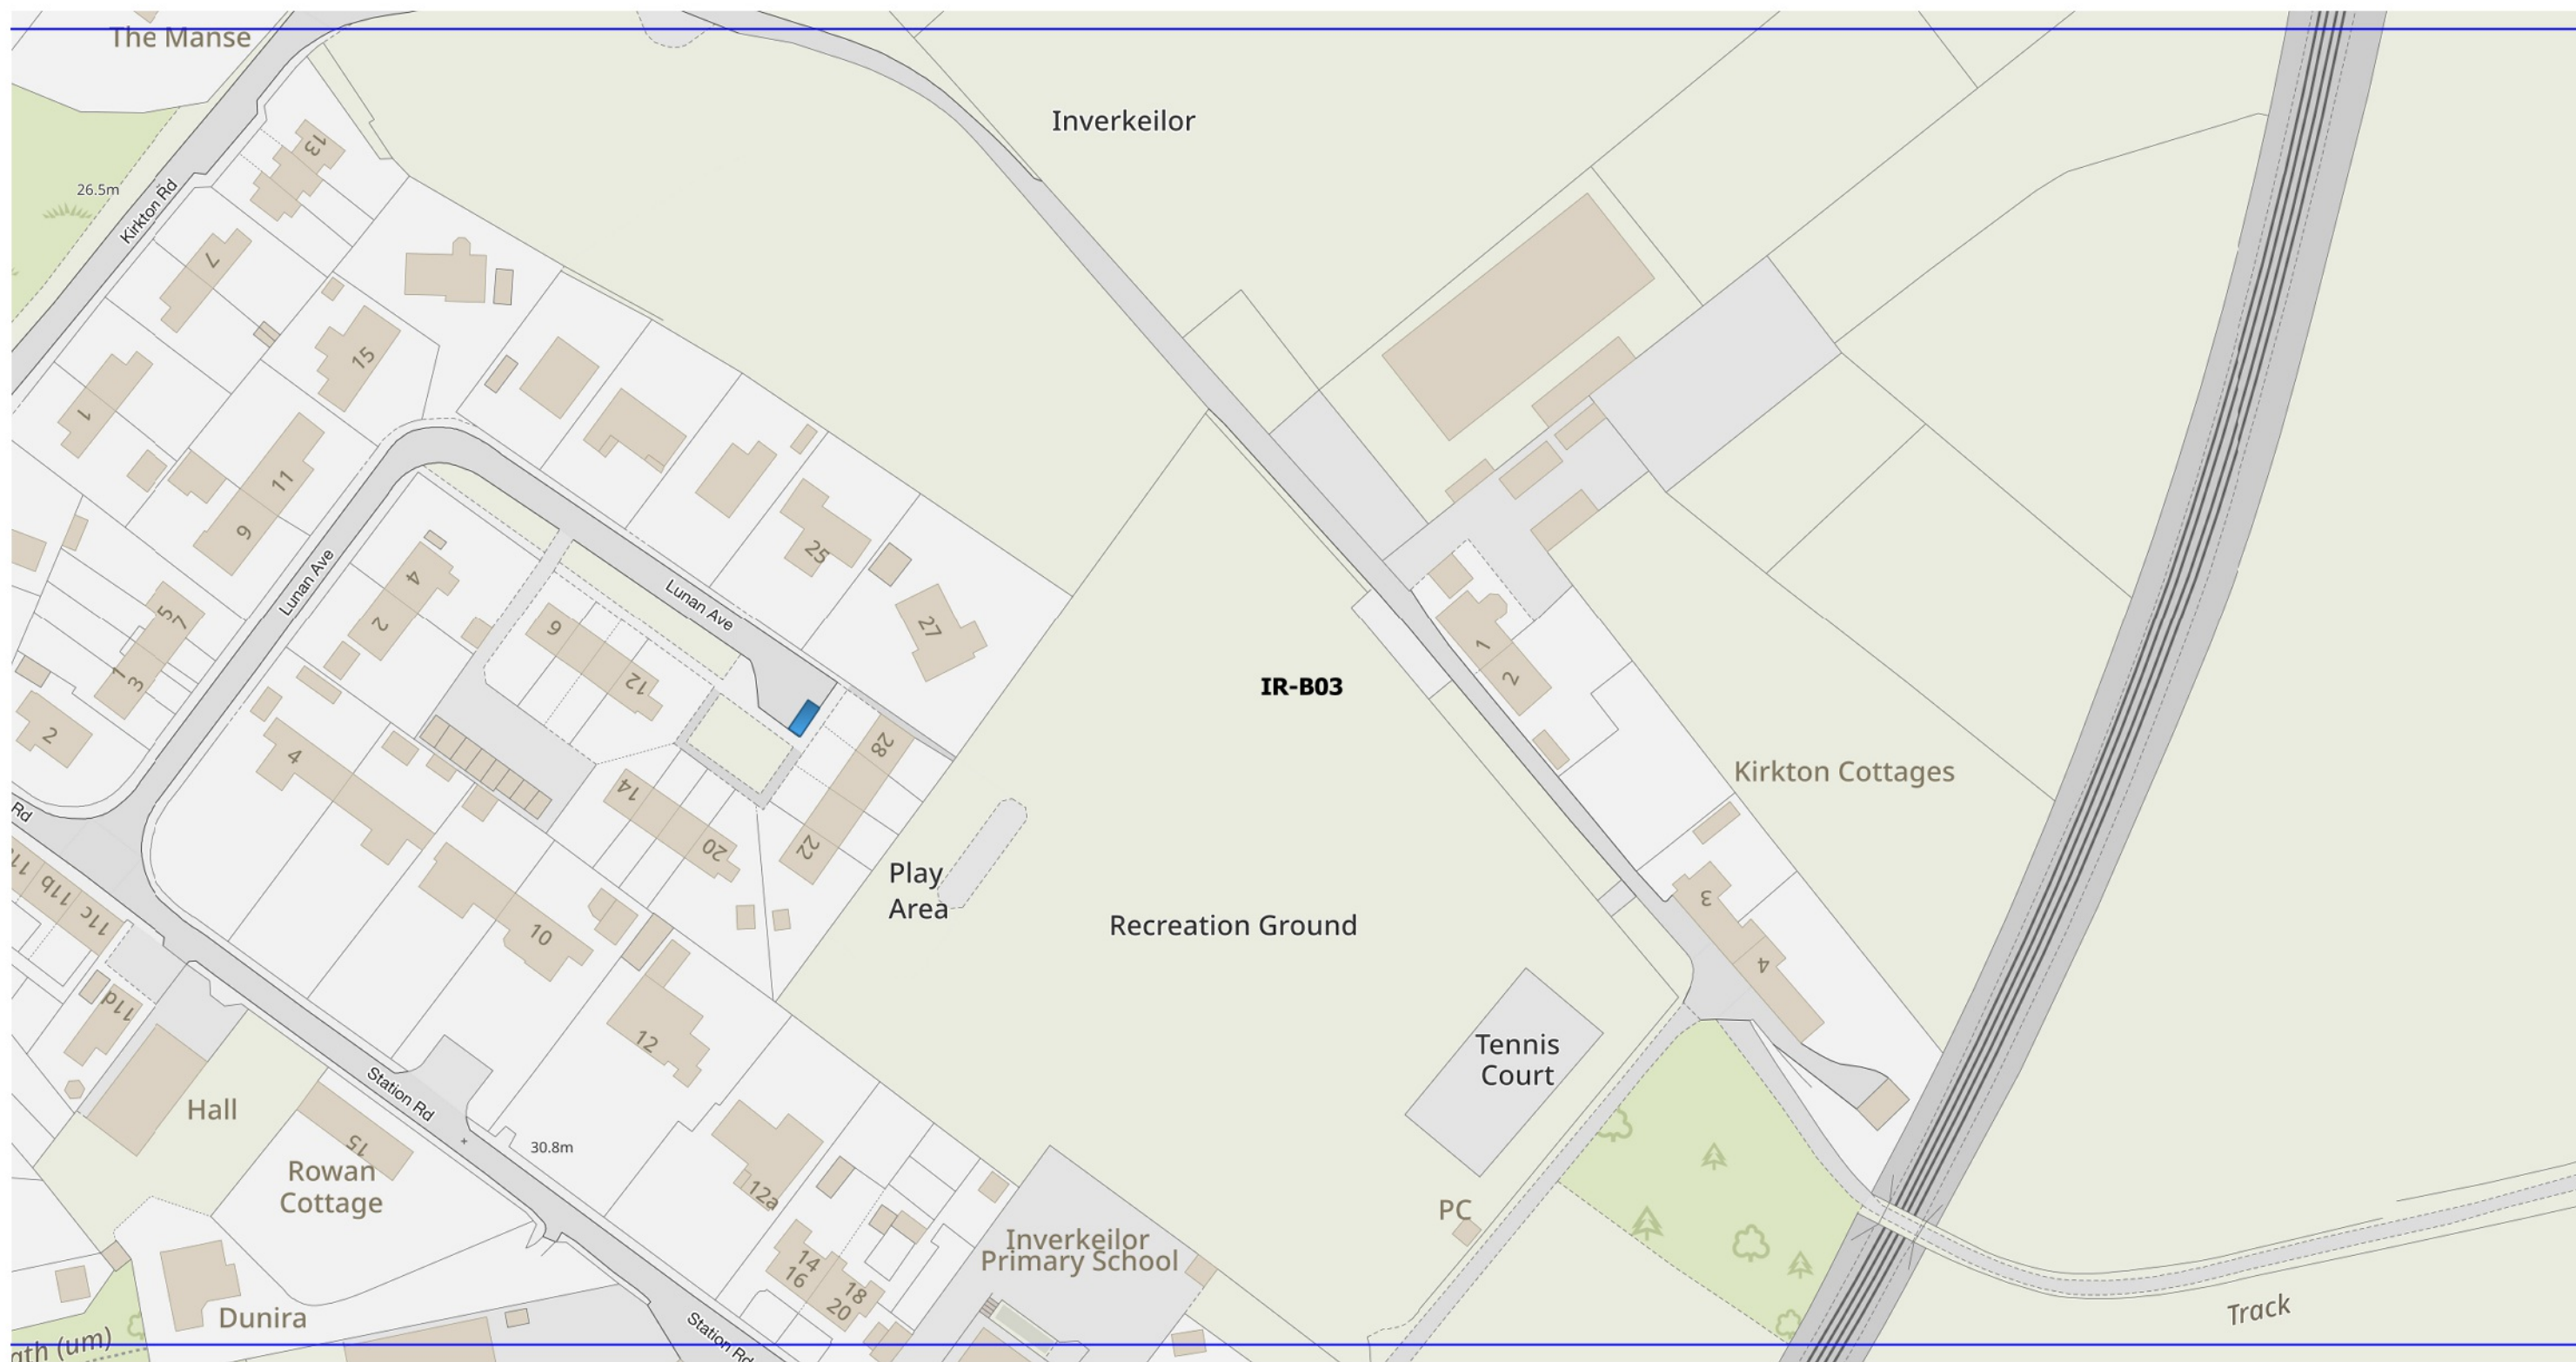 The Manse
Inverkeilor
13
26.5m
Kirkton Rd
7
15
1
11
9
25
Lunan Ave
Lunan Ave
4
2
9
12
27
5
7
1
3
2
IR-B03
1
2
28
Kirkton Cottages
4
14
20
22
Rd
Play
Area
Recreation Ground
3
4
11b
11c
10
11d
12
Tennis
Court
Hall
Station Rd
15
30.8m
Rowan
Cottage
12a
PC
Inverkeilor
Primary School
14
16
18
20
Dunira
Station Rd
Track
ath (um)